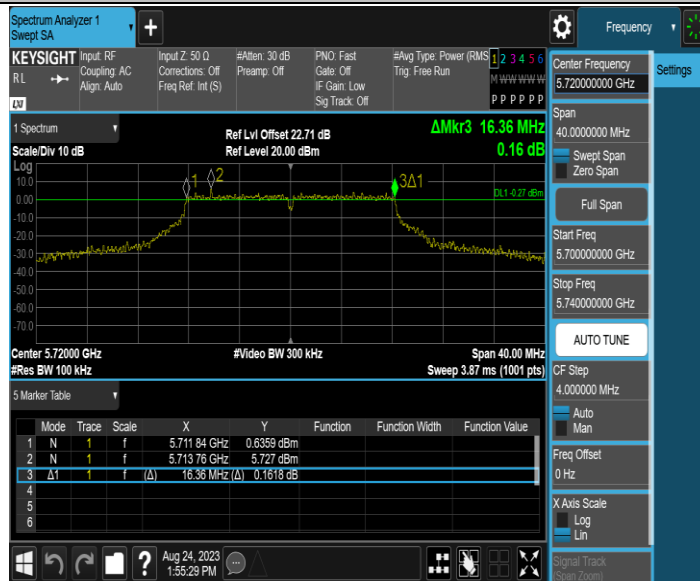 Spectrum Analyzer 1
Swept SA
+
Frequency
KEYSIGHT
RL
LXI
Input: RF
Coupling: AC
Align: Auto
Input Z: 50 Ω
Corrections: Off
Freq Ref: Int (S)
#Atten: 30 dB
Preamp: Off
PNO: Fast
Gate: Off
IF Gain: Low
Sig Track: Off
#Avg Type: Power (RMS
Trig: Free Run
1 2 3 4 5 6
M W W W W W
P P P P P P
1 Spectrum
Scale/Div 10 dB
Ref Lvl Offset 22.71 dB
Ref Level 20.00 dBm
ΔMkr3 16.36 MHz
0.16 dB
Log
10.0
0.00
-10.0
-20.0
-30.0
-40.0
-50.0
-60.0
-70.0
1
2
3Δ1
DL1 -0.27 dBm
Center 5.72000 GHz
#Res BW 100 kHz
#Video BW 300 kHz
Span 40.00 MHz
Sweep 3.87 ms (1001 pts)
5 Marker Table
Mode Trace Scale X Y Function Function Width Function Value
1 N 1 f 5.711 84 GHz 0.6359 dBm
2 N 1 f 5.713 76 GHz 5.727 dBm
3 Δ1 1 f (Δ) 16.36 MHz (Δ) 0.1618 dB
4
5
6
Center Frequency
5.720000000 GHz
Span
40.0000000 MHz
Swept Span
Zero Span
Full Span
Start Freq
5.700000000 GHz
Stop Freq
5.740000000 GHz
AUTO TUNE
CF Step
4.000000 MHz
Auto
Man
Freq Offset
0 Hz
X Axis Scale
Log
Lin
Signal Track
(Span Zoom)
Settings
?
Aug 24, 2023
1:55:29 PM